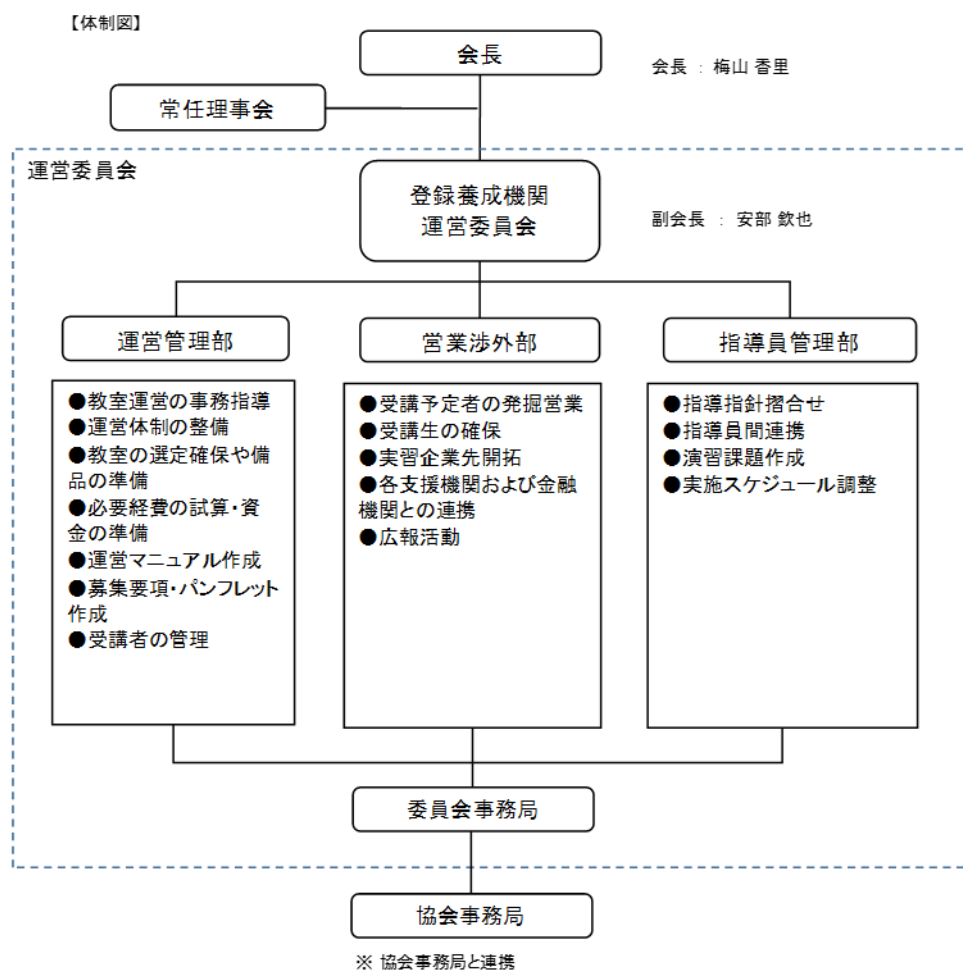 【体制図】
会長
会長 : 梅山 香里
常任理事会
運営委員会
登録養成機関
運営委員会
副会長 : 安部 欽也
運営管理部
●教室運営の事務指導
●運営体制の整備
●教室の選定確保や備
品の準備
●必要経費の試算・資
金の準備
●運営マニュアル作成
●募集要項・パンフレット
作成
●受講者の管理
営業渉外部
●受講予定者の発掘営業
●受講生の確保
●実習企業先開拓
●各支援機関および金融
機関との連携
●広報活動
指導員管理部
●指導指針摺合せ
●指導員間連携
●演習課題作成
●実施スケジュール調整
委員会事務局
協会事務局
※ 協会事務局と連携